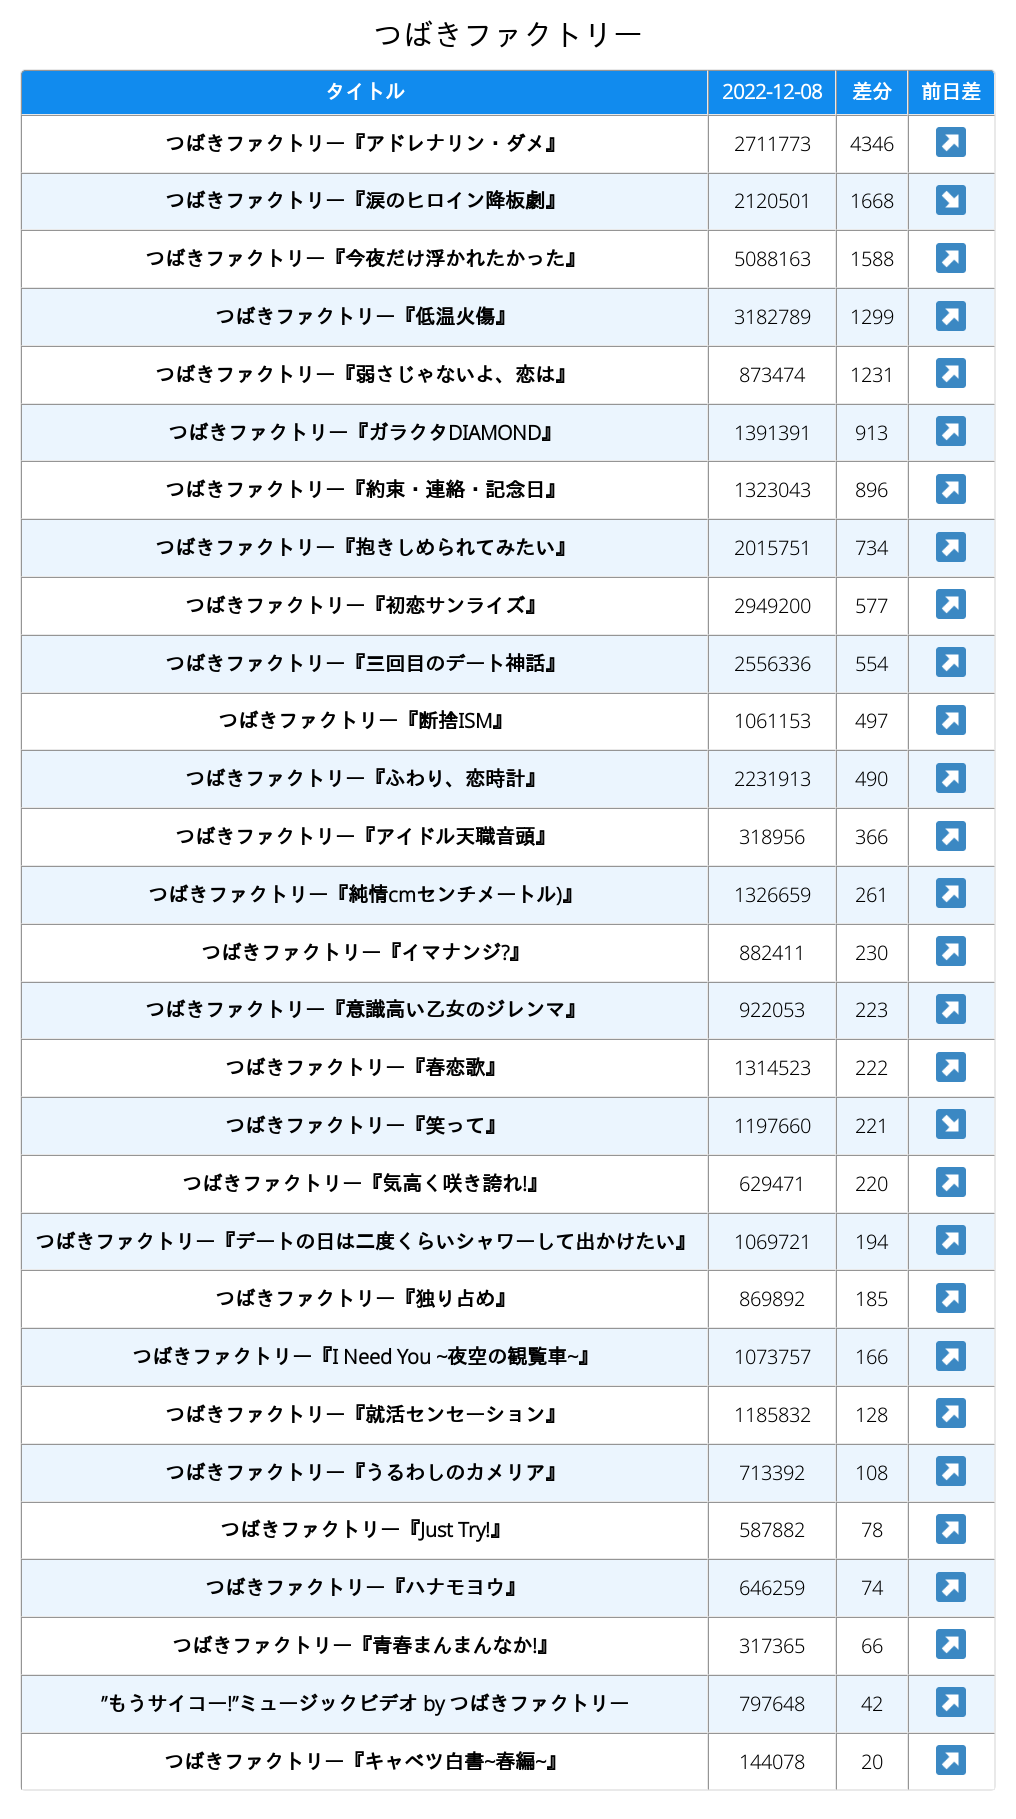 つばきファクトリー
タイトル 2022-12-08 差分 前日差
つばきファクトリー『アドレナリン・ダメ』 2711773 4346
つばきファクトリー『涙のヒロイン降板劇』 2120501 1668
つばきファクトリー『今夜だけ浮かれたかった』 5088163 1588
つばきファクトリー『低温火傷』 3182789 1299
つばきファクトリー『弱さじゃないよ、恋は』 873474 1231
つばきファクトリー『ガラクタDIAMOND』 1391391 913
つばきファクトリー『約束・連絡・記念日』 1323043 896
つばきファクトリー『抱きしめられてみたい』 2015751 734
つばきファクトリー『初恋サンライズ』 2949200 577
つばきファクトリー『三回目のデート神話』 2556336 554
つばきファクトリー『断捨ISM』 1061153 497
つばきファクトリー『ふわり、恋時計』 2231913 490
つばきファクトリー『アイドル天職音頭』 318956 366
つばきファクトリー『純情cmセンチメートル)』 1326659 261
つばきファクトリー『イマナンジ?』 882411 230
つばきファクトリー『意識高い乙女のジレンマ』 922053 223
つばきファクトリー『春恋歌』 1314523 222
つばきファクトリー『笑って』 1197660 221
つばきファクトリー『気高く咲き誇れ!』 629471 220
つばきファクトリー『デートの日は二度くらいシャワーして出かけたい』 1069721 194
つばきファクトリー『独り占め』 869892 185
つばきファクトリー『I Need You ~夜空の観覧車~』 1073757 166
つばきファクトリー『就活センセーション』 1185832 128
つばきファクトリー『うるわしのカメリア』 713392 108
つばきファクトリー『Just Try!』 587882 78
つばきファクトリー『ハナモヨウ』 646259 74
つばきファクトリー『青春まんまんなか!』 317365 66
”もうサイコー!”ミュージックビデオ by つばきファクトリー 797648 42
つばきファクトリー『キャベツ白書~春編~』 144078 20